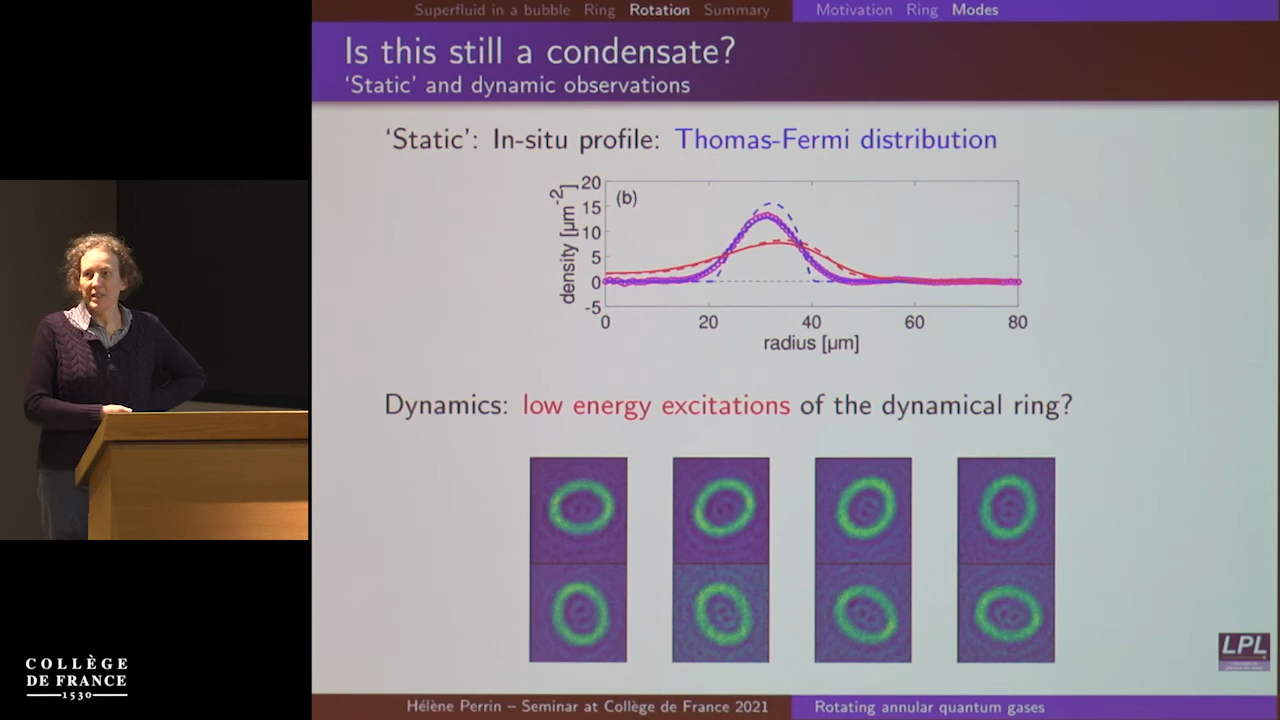 Superfluid in a bubble Ring Rotation Summary Motivation Ring Modes
Is this still a condensate?
‘Static’ and dynamic observations
‘Static’: In-situ profile: Thomas-Fermi distribution
(b)
density [µm-2]
20
15
10
5
0
-5
0 20 40 60 80
radius [µm]
Dynamics: low energy excitations of the dynamical ring?
LPL
COLLÈGE
DE FRANCE
1530
Hélène Perrin – Seminar at Collège de France 2021 Rotating annular quantum gases